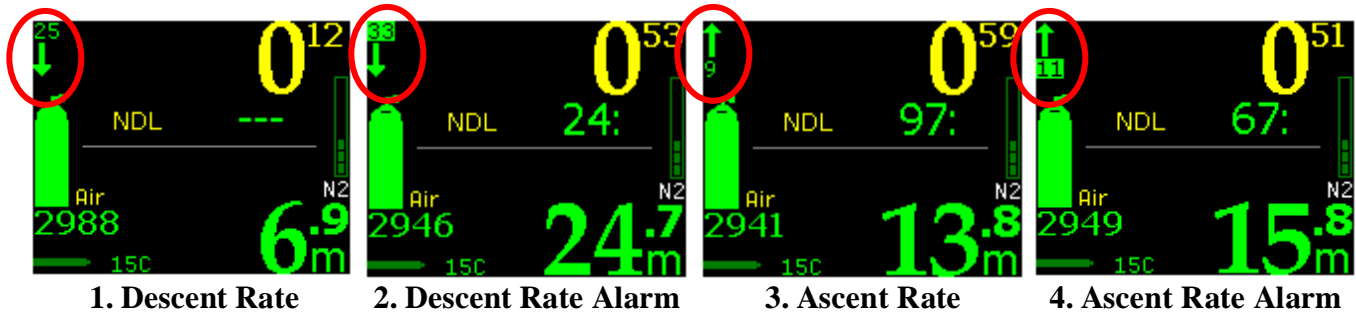 25
0 12
NDL ---
Air
N2
2988
6.9 m
15C
33
0 53
NDL 24:
Air
N2
2946
24.7 m
15C
0 59
9
NDL 97:
Air
N2
2941
13.8 m
15C
0 51
11
NDL 67:
Air
N2
2949
15.8 m
15C
1. Descent Rate
2. Descent Rate Alarm
3. Ascent Rate
4. Ascent Rate Alarm